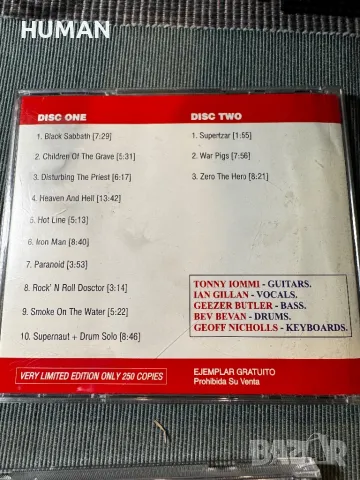 HUMAN
DISC ONE
1. Black Sabbath [7:29]
2. Children Of The Grave [5:31]
3. Disturbing The Priest [6:17]
4. Heaven And Hell [13:42]
5. Hot Line [5:13]
6. Iron Man [8:40]
7. Paranoid [3:53]
8. Rock' N Roll Dosctor [3:14]
9. Smoke On The Water [5:22]
10. Supernaut + Drum Solo [8:46]
DISC TWO
1. Supertzar [1:55]
2. War Pigs [7:56]
3. Zero The Hero [8:21]
TONNY IOMMI - GUITARS.
IAN GILLAN - VOCALS.
GEEZER BUTLER - BASS.
BEV BEVAN - DRUMS.
GEOFF NICHOLLS - KEYBOARDS.
VERY LIMITED EDITION ONLY 250 COPIES
EJEMPLAR GRATUITO
Prohibida Su Venta
BAZAR